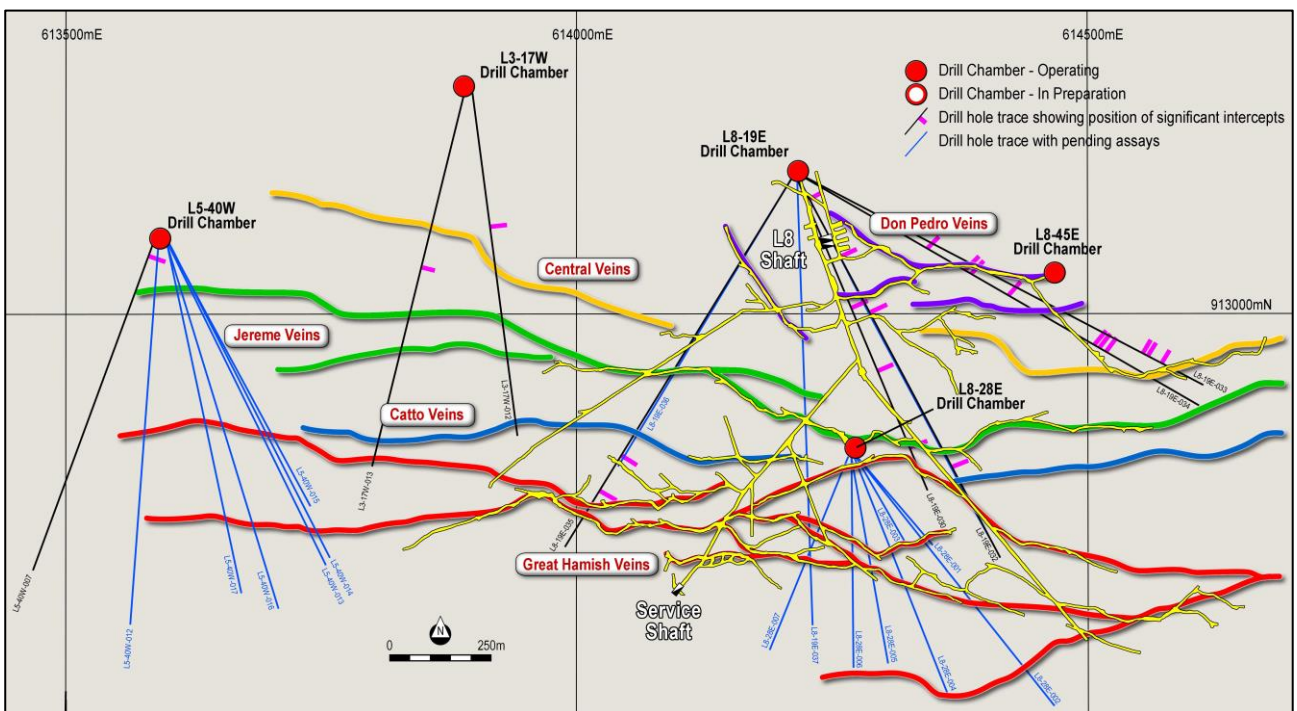 613500mE
614000mE
614500mE
L3-17W
Drill Chamber
Drill Chamber - Operating
Drill Chamber - In Preparation
Drill hole trace showing position of significant intercepts
Drill hole trace with pending assays
L8-19E
Drill Chamber
L5-40W
Drill Chamber
Don Pedro Veins
L8
Shaft
L8-45E
Drill Chamber
Central Veins
913000mN
Jereme Veins
L8-28E
Drill Chamber
L8-19E-033
L8-19E-034
L3-17W-012
L8-19E-036
Catto Veins
L3-17W-013
L5-40W-015
L8-19E-035
L8-19E-030
L8-19E-032
L8-28E-003
L8-28E-001
Great Hamish Veins
L5-40W-007
L5-40W-014
L5-40W-013
L5-40W-016
L5-40W-017
Service
Shaft
N
0
250m
L5-40W-012
L8-28E-007
L8-19E-037
L8-28E-006
L8-28E-005
L8-28E-004
L8-28E-002